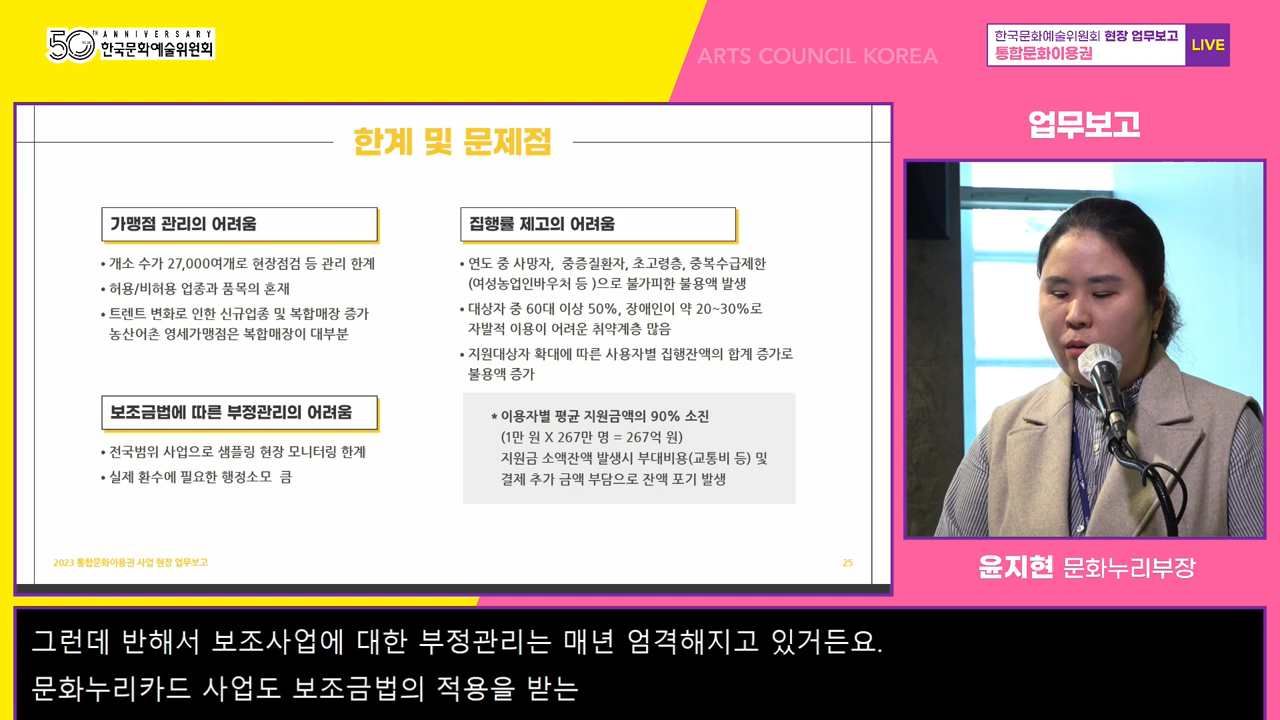 50TH ANNIVERSARY
한국문화예술위원회
ARTS COUNCIL KOREA
한국문화예술위원회 현장 업무보고
통합문화이용권
LIVE
업무보고
한계 및 문제점
가맹점 관리의 어려움
• 개소 수가 27,000여개로 현장점검 등 관리 한계
• 허용/비허용 업종과 품목의 혼재
• 트렌트 변화로 인한 신규업종 및 복합매장 증가
농산어촌 영세가맹점은 복합매장이 대부분
보조금법에 따른 부정관리의 어려움
• 전국범위 사업으로 샘플링 현장 모니터링 한계
• 실제 환수에 필요한 행정소모 큼
집행률 제고의 어려움
• 연도 중 사망자, 중증질환자, 초고령층, 중복수급제한
(여성농업인바우처 등 )으로 불가피한 불용액 발생
• 대상자 중 60대 이상 50%, 장애인이 약 20~30%로
자발적 이용이 어려운 취약계층 많음
• 지원대상자 확대에 따른 사용자별 집행잔액의 합계 증가로
불용액 증가
* 이용자별 평균 지원금액의 90% 소진
(1만 원 X 267만 명 = 267억 원)
지원금 소액잔액 발생시 부대비용(교통비 등) 및
결제 추가 금액 부담으로 잔액 포기 발생
2023 통합문화이용권 사업 현장 업무보고
25
윤지현 문화누리부장
그런데 반해서 보조사업에 대한 부정관리는 매년 엄격해지고 있거든요.
문화누리카드 사업도 보조금법의 적용을 받는